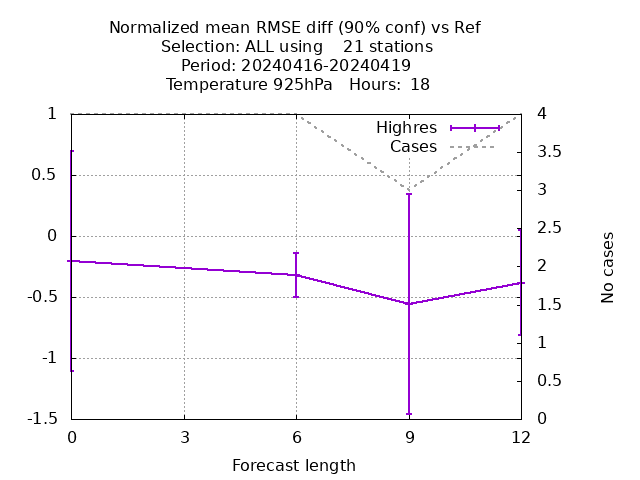 Normalized mean RMSE diff (90% conf) vs Ref
Selection: ALL using    21 stations
Period: 20240416-20240419
Temperature 925hPa   Hours:  18
Highres
Cases
1
0.5
0
-0.5
-1
-1.5
4
3.5
3
2.5
2
1.5
1
0.5
0
No cases
0 3 6 9 12
Forecast length